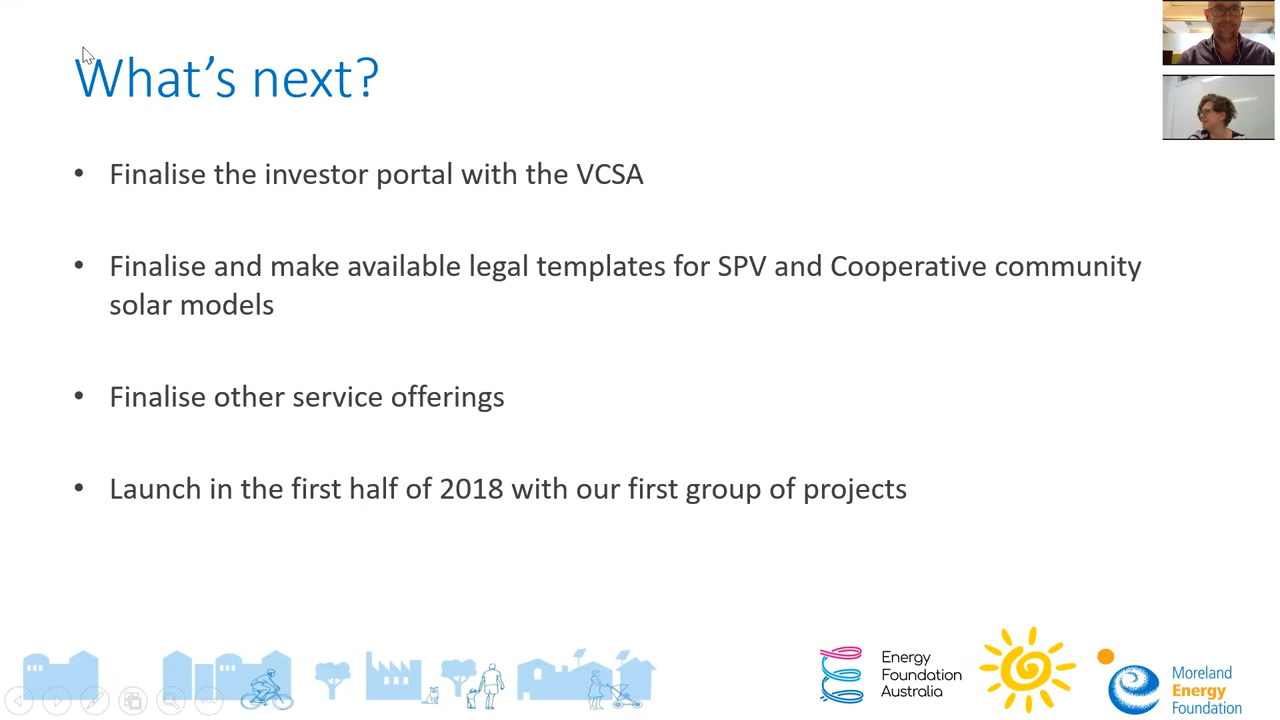 What's next?
• Finalise the investor portal with the VCSA
• Finalise and make available legal templates for SPV and Cooperative community
solar models
• Finalise other service offerings
• Launch in the first half of 2018 with our first group of projects
Energy
Foundation
Australia
Moreland
Energy
Foundation